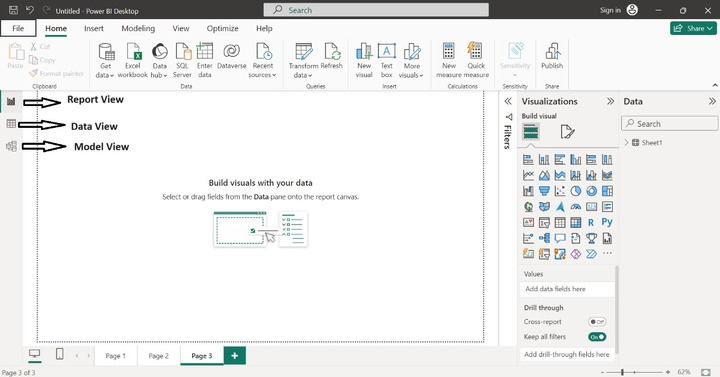 Untitled - Power BI Desktop
Search
Sign in
File Home Insert Modeling View Optimize Help
Share
Paste
Cut
Copy
Format painter
Clipboard
Get data
Excel workbook
Data hub
SQL Server
Enter data
Dataverse
Recent sources
Data
Transform data
Refresh
Queries
New visual
Text box
More visuals
Insert
New measure
Quick measure
Calculations
Sensitivity
Sensitivity
Publish
Share
Report View
Data View
Model View
Build visuals with your data
Select or drag fields from the Data pane onto the report canvas.
Filters
Visualizations
Build visual
R Py
Values
Add data fields here
Drill through
Cross-report
Off
Keep all filters
On
Add drill-through fields here
Data
Search
Sheet1
Page 1 Page 2 Page 3
Page 3 of 3
62%